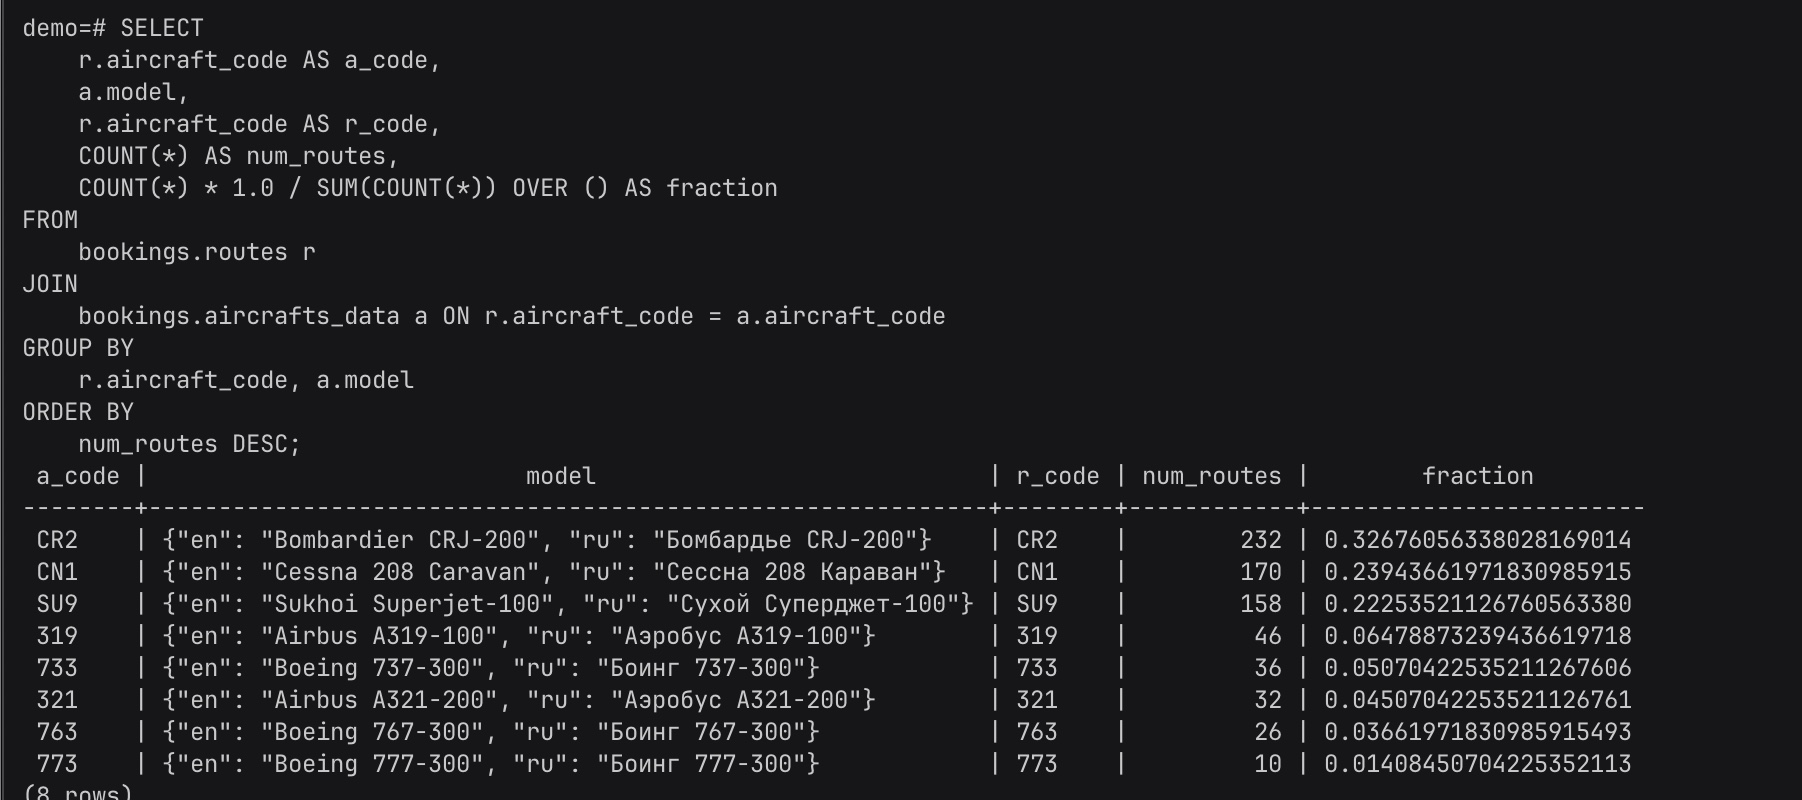 demo=# SELECT
    r.aircraft_code AS a_code,
    a.model,
    r.aircraft_code AS r_code,
    COUNT(*) AS num_routes,
    COUNT(*) * 1.0 / SUM(COUNT(*)) OVER () AS fraction
FROM
    bookings.routes r
JOIN
    bookings.aircrafts_data a ON r.aircraft_code = a.aircraft_code
GROUP BY
    r.aircraft_code, a.model
ORDER BY
    num_routes DESC;
 a_code |                           model                            | r_code | num_routes |        fraction
--------+------------------------------------------------------------+--------+------------+------------------------
 CR2    | {"en": "Bombardier CRJ-200", "ru": "Бомбардье CRJ-200"}    | CR2    |        232 | 0.32676056338028169014
 CN1    | {"en": "Cessna 208 Caravan", "ru": "Сессна 208 Караван"}   | CN1    |        170 | 0.23943661971830985915
 SU9    | {"en": "Sukhoi Superjet-100", "ru": "Сухой Суперджет-100"} | SU9    |        158 | 0.22253521126760563380
 319    | {"en": "Airbus A319-100", "ru": "Аэробус A319-100"}        | 319    |         46 | 0.06478873239436619718
 733    | {"en": "Boeing 737-300", "ru": "Боинг 737-300"}            | 733    |         36 | 0.05070422535211267606
 321    | {"en": "Airbus A321-200", "ru": "Аэробус A321-200"}        | 321    |         32 | 0.04507042253521126761
 763    | {"en": "Boeing 767-300", "ru": "Боинг 767-300"}            | 763    |         26 | 0.03661971830985915493
 773    | {"en": "Boeing 777-300", "ru": "Боинг 777-300"}            | 773    |         10 | 0.01408450704225352113
(8 rows)